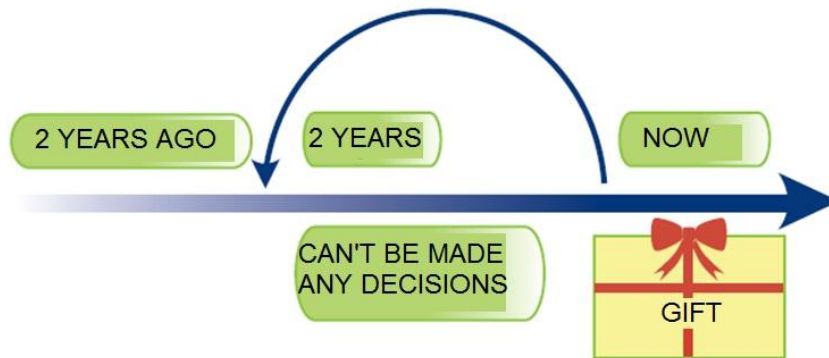 2 YEARS AGO
2 YEARS
NOW
CAN'T BE MADE
ANY DECISIONS
GIFT